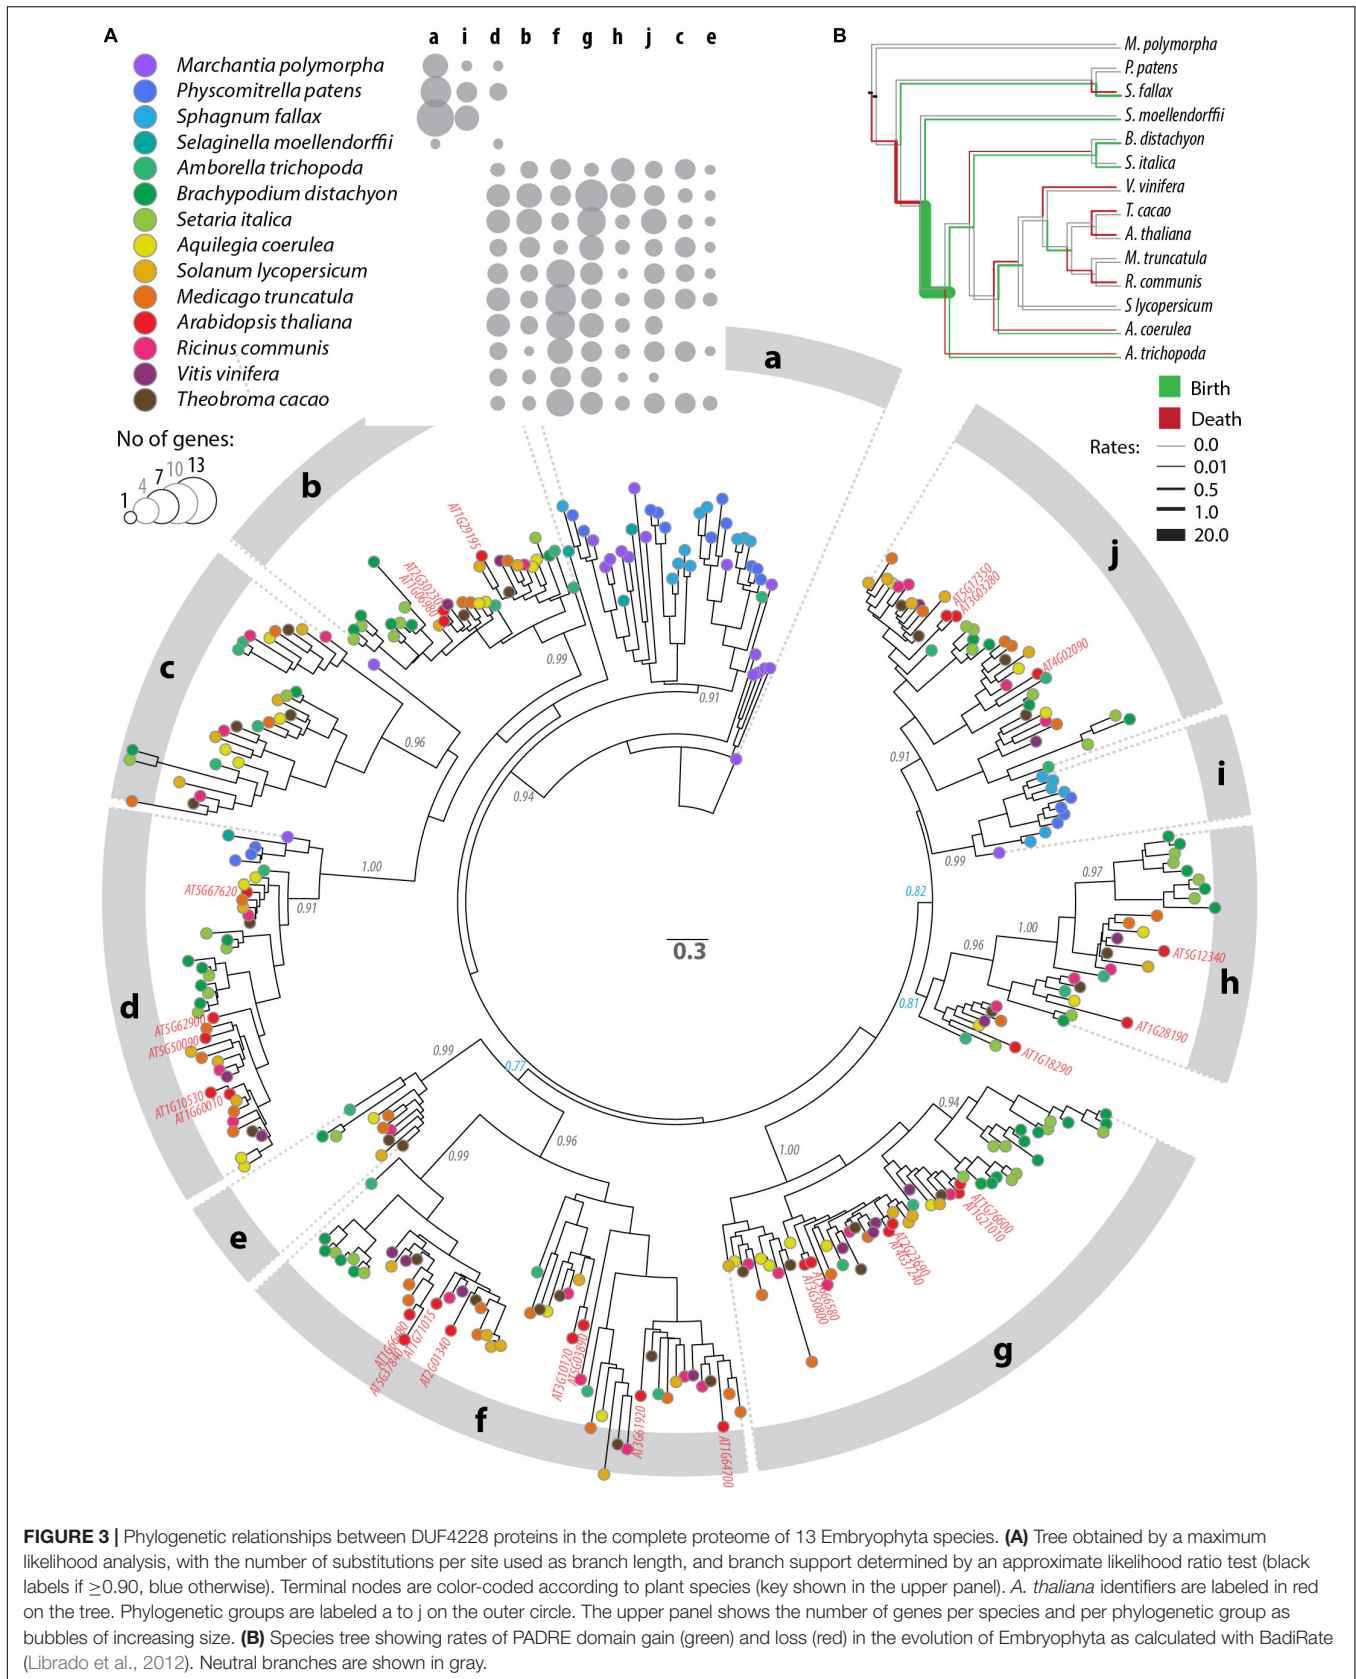 A
a i d b f g h j c e
Marchantia polymorpha
Physcomitrella patens
Sphagnum fallax
Selaginella moellendorffii
Amborella trichopoda
Brachypodium distachyon
Setaria italica
Aquilegia coerulea
Solanum lycopersicum
Medicago truncatula
Arabidopsis thaliana
Ricinus communis
Vitis vinifera
Theobroma cacao
No of genes:
1 4 7 10 13
B
M. polymorpha
P. patens
S. fallax
S. moellendorffii
B. distachyon
S. italica
V. vinifera
T. cacao
A. thaliana
M. truncatula
R. communis
S lycopersicum
A. coerulea
A. trichopoda
Birth
Death
Rates:
0.0
0.01
0.5
1.0
20.0
a
b
c
d
e
f
g
h
i
j
AT1G29195
AT2G30230
AT1G06980
0.99
0.91
0.96
0.94
1.00
AT5G67620
0.91
AT5G62900
AT5G50090
AT1G10530
AT1G60010
0.99
0.77
0.96
0.99
AT1G66480
AT5G37840
AT1G71015
AT2G01340
AT3G10120
AT5G03890
AT3G61920
AT1G64700
1.00
0.94
AT1G76600
AT1G21010
AT2G23690
AT4G37240
AT5G66580
AT3G50800
AT5G17350
AT3G03280
AT4G02090
0.91
0.99
0.82
0.97
1.00
0.96
0.81
AT5G12340
AT1G28190
AT1G18290
0.3
FIGURE 3 | Phylogenetic relationships between DUF4228 proteins in the complete proteome of 13 Embryophyta species. (A) Tree obtained by a maximum
likelihood analysis, with the number of substitutions per site used as branch length, and branch support determined by an approximate likelihood ratio test (black
labels if ≥0.90, blue otherwise). Terminal nodes are color-coded according to plant species (key shown in the upper panel). A. thaliana identifiers are labeled in red
on the tree. Phylogenetic groups are labeled a to j on the outer circle. The upper panel shows the number of genes per species and per phylogenetic group as
bubbles of increasing size. (B) Species tree showing rates of PADRE domain gain (green) and loss (red) in the evolution of Embryophyta as calculated with BadiRate
(Librado et al., 2012). Neutral branches are shown in gray.